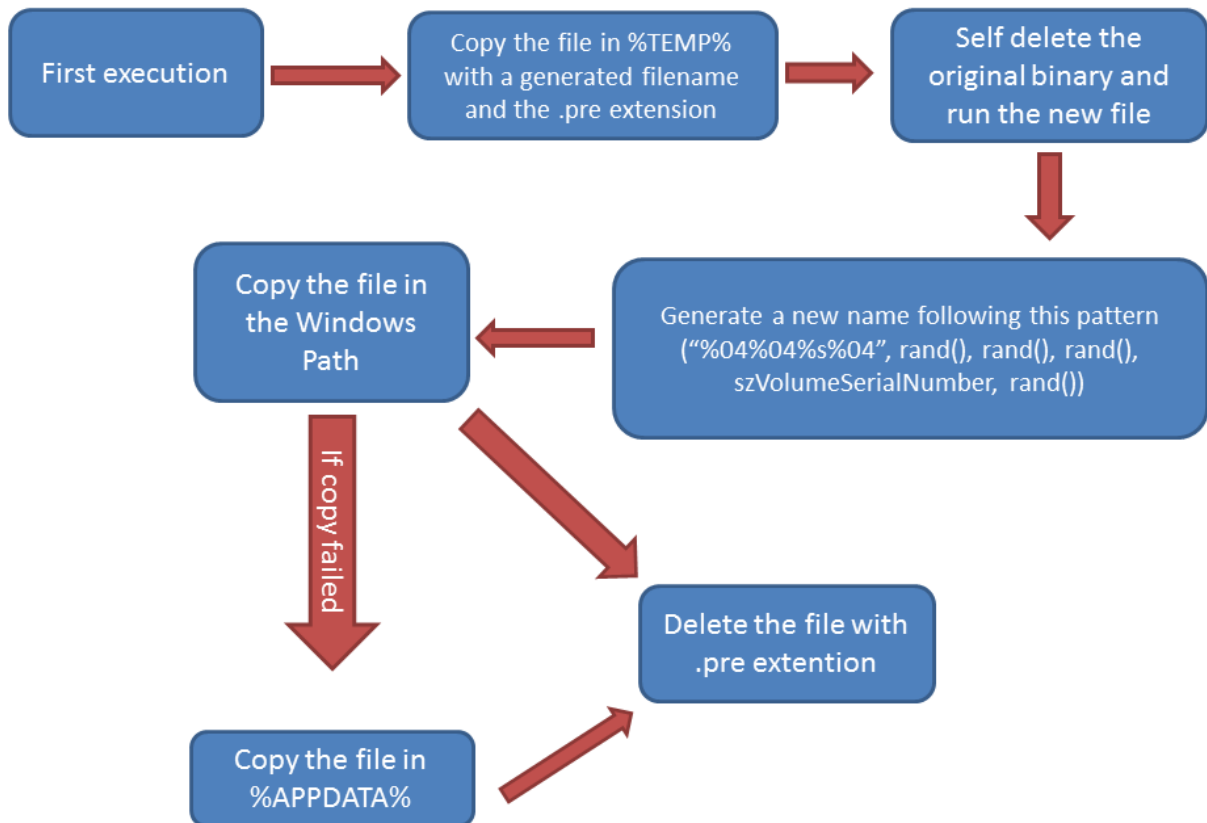 First execution
Copy the file in %TEMP%
with a generated filename
and the .pre extension
Self delete the
original binary and
run the new file
Generate a new name following this pattern
(“%04%04%s%04”, rand(), rand(), rand(),
szVolumeSerialNumber, rand())
Copy the file in
the Windows
Path
If copy failed
Delete the file with
.pre extention
Copy the file in
%APPDATA%